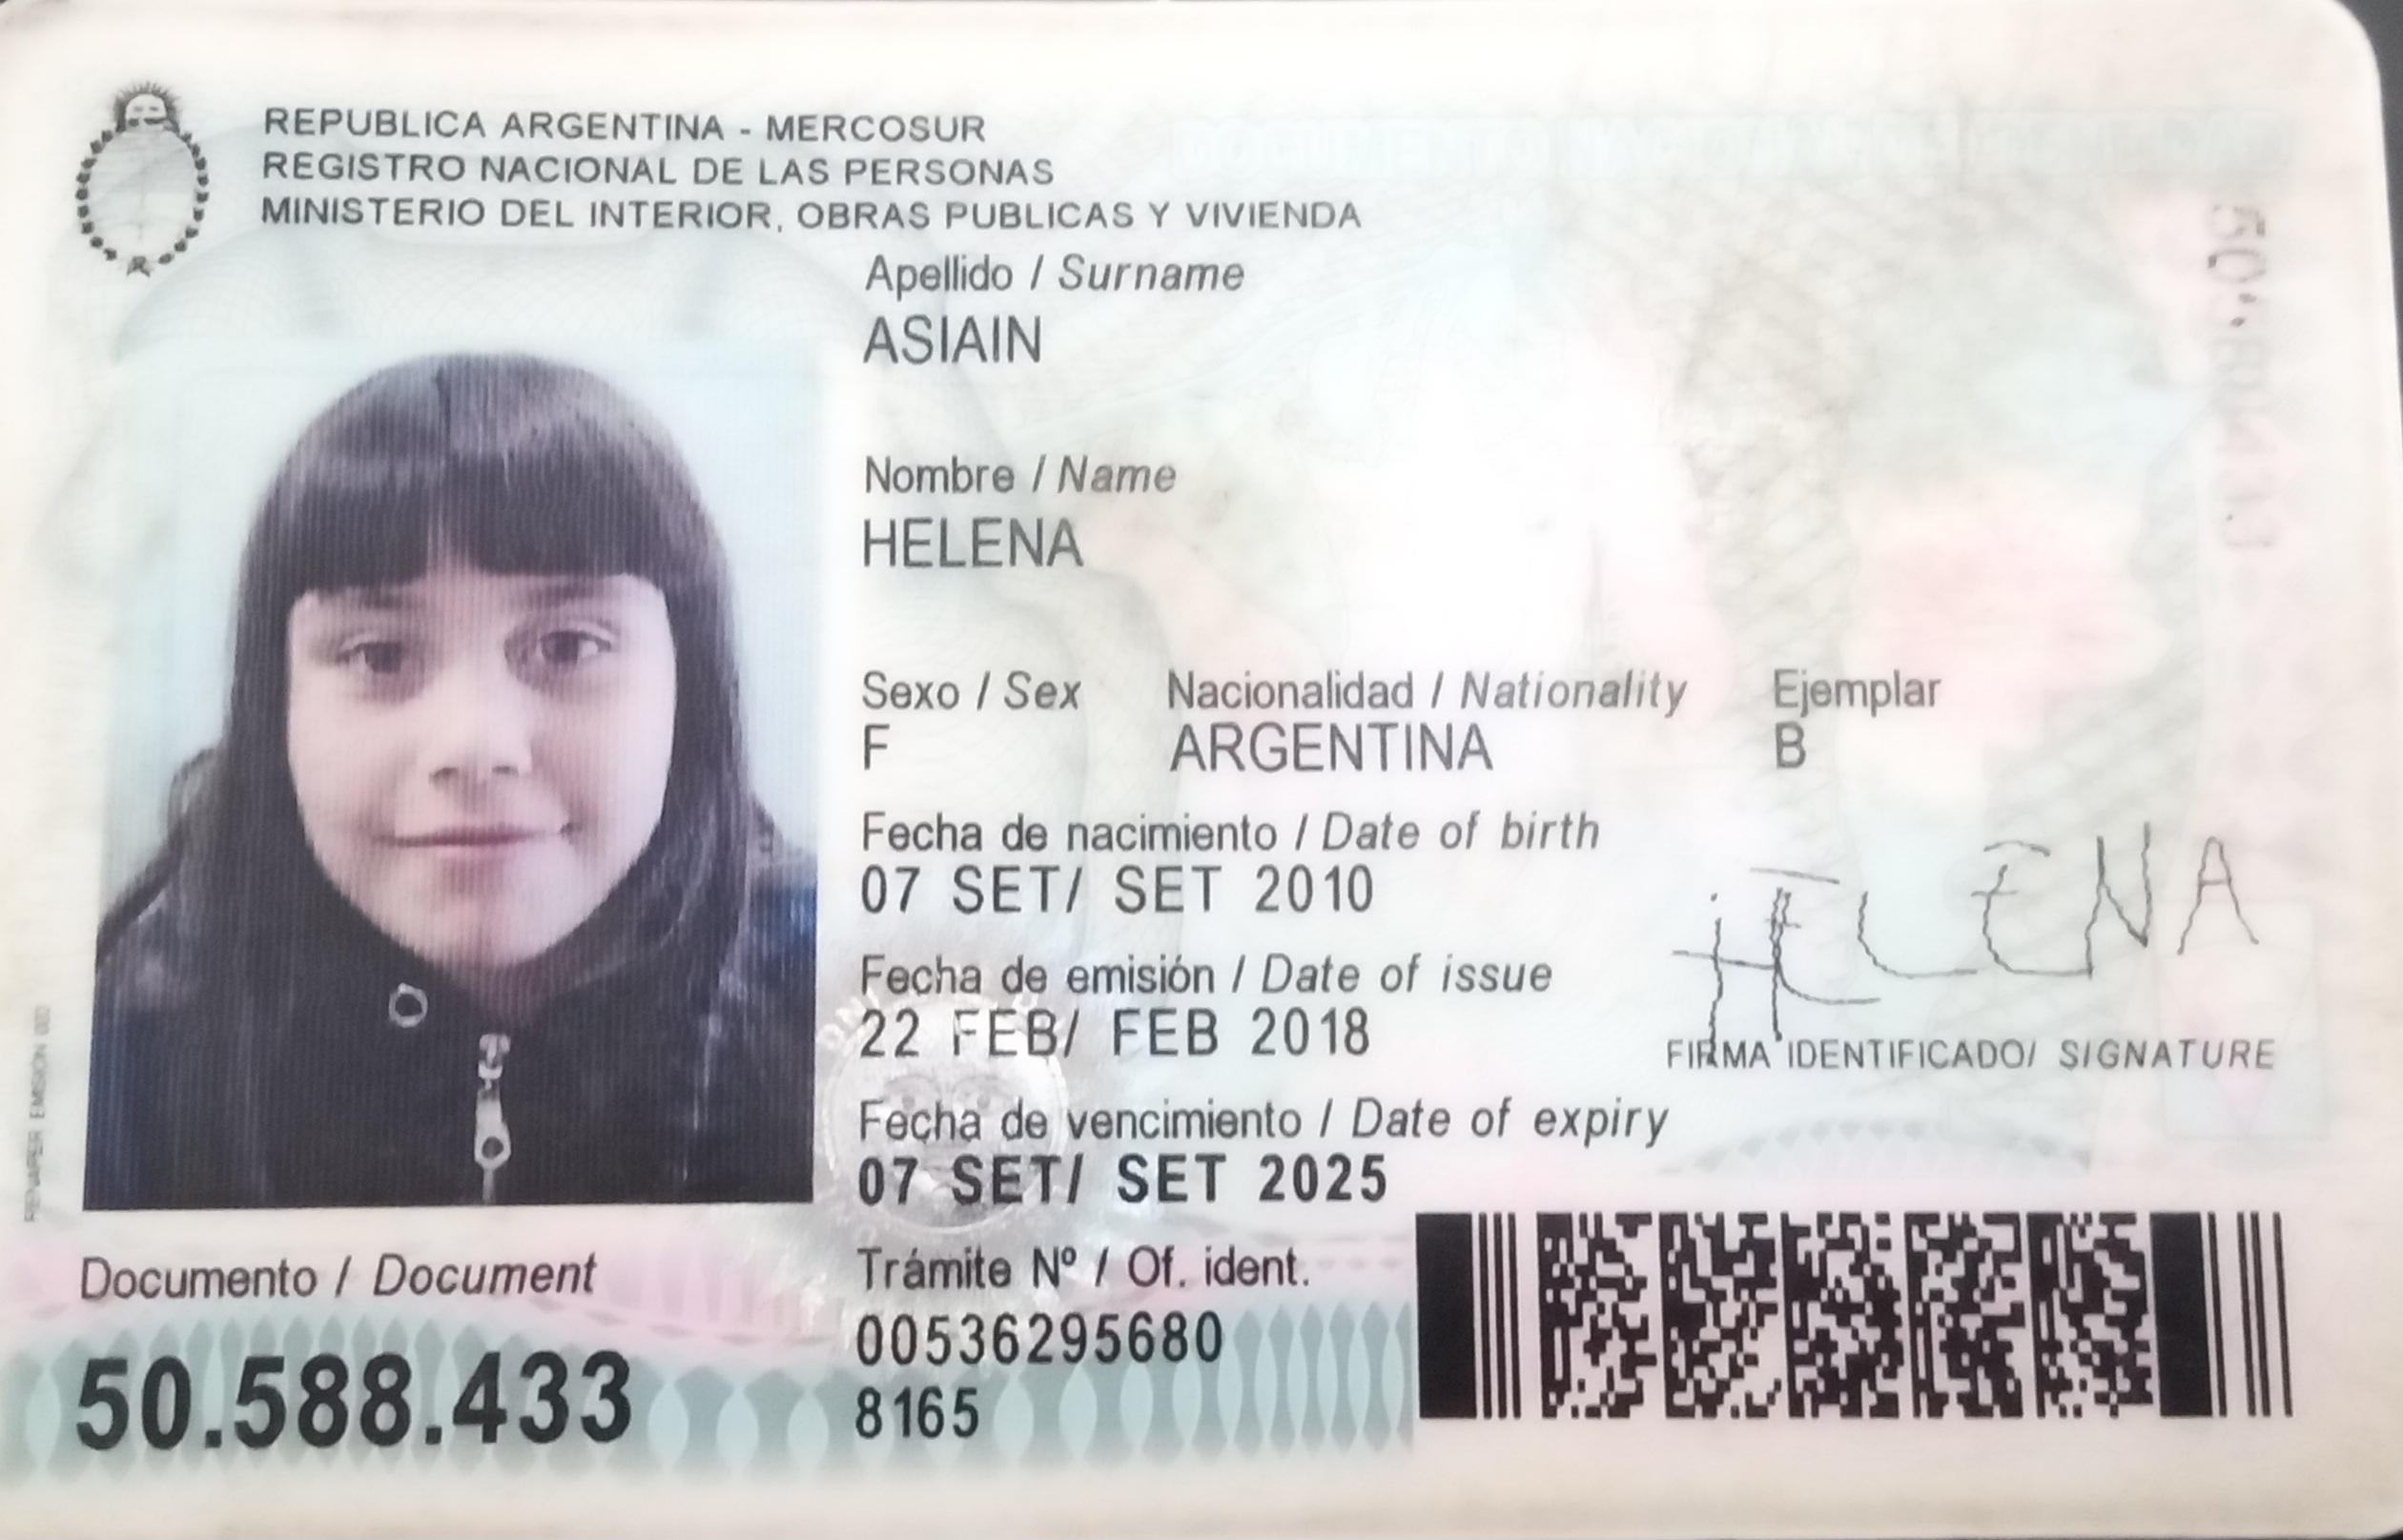 REPUBLICA ARGENTINA - MERCOSUR
REGISTRO NACIONAL DE LAS PERSONAS
MINISTERIO DEL INTERIOR, OBRAS PUBLICAS Y VIVIENDA
Apellido / Surname
ASIAIN
Nombre / Name
HELENA
Sexo / Sex Nacionalidad / Nationality Ejemplar
F ARGENTINA B
Fecha de nacimiento / Date of birth
07 SET/ SET 2010
Fecha de emisión / Date of issue
22 FEB/ FEB 2018
HELENA
FIRMA IDENTIFICADO/ SIGNATURE
Fecha de vencimiento / Date of expiry
07 SET/ SET 2025
Trámite Nº / Of. ident.
00536295680
8165
Documento / Document
50.588.433
RENAPER EMISION